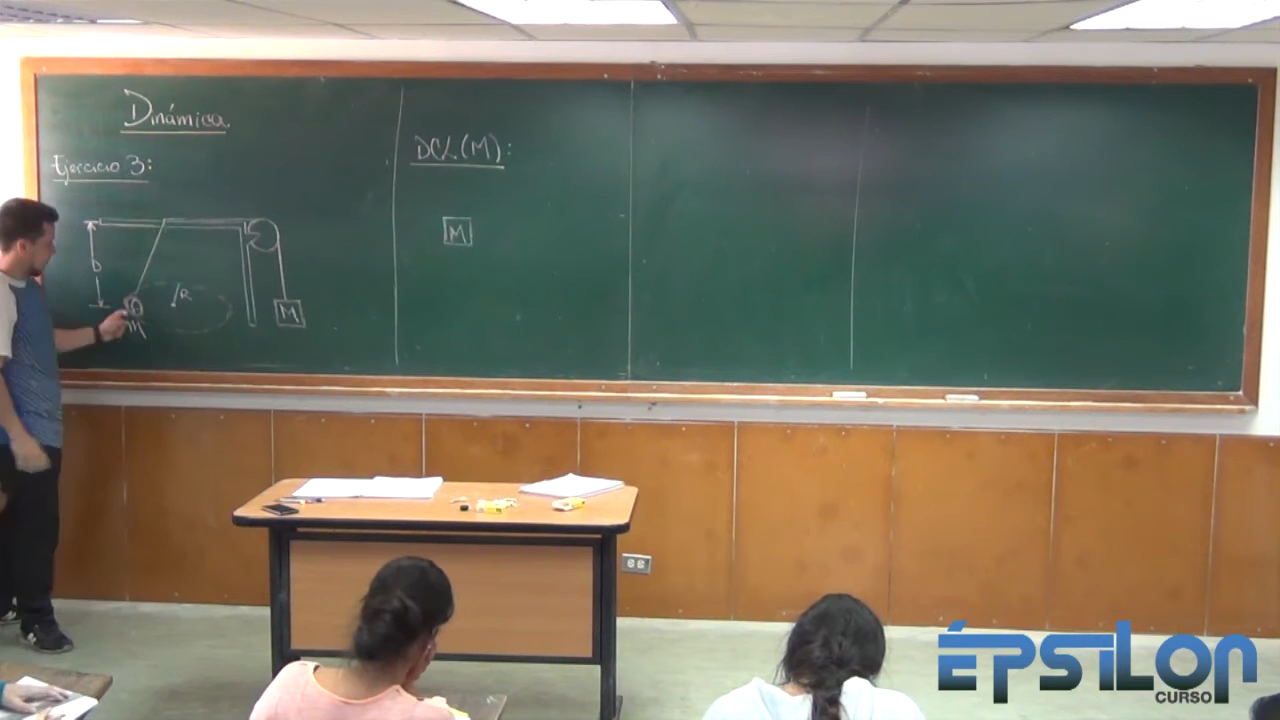 Dinámica
Ejercicio 3:
D
R
m
M
DCL(M):
M
ÉPSILON
CURSO